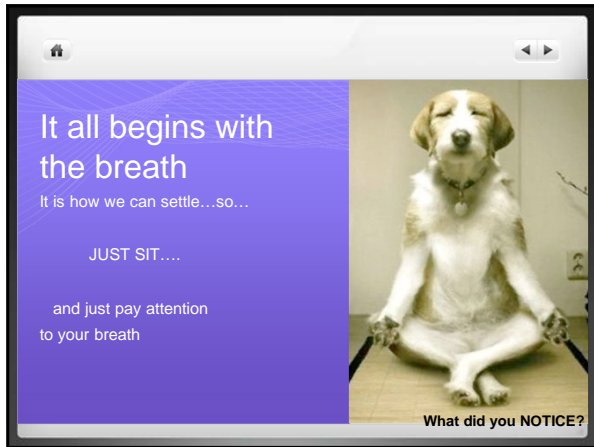 It all begins with
the breath
It is how we can settle…so…
JUST SIT….
and just pay attention
to your breath
What did you NOTICE?